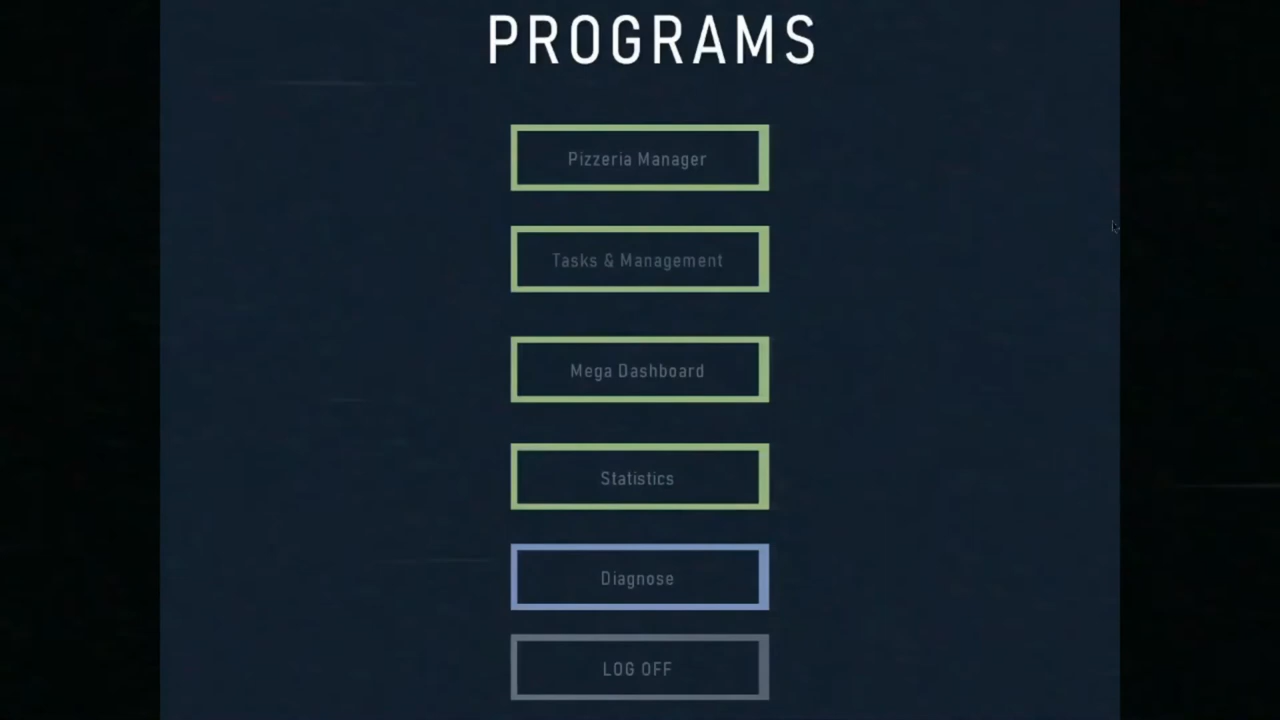 PROGRAMS
Pizzeria Manager
Tasks & Management
Mega Dashboard
Statistics
Diagnose
LOG OFF